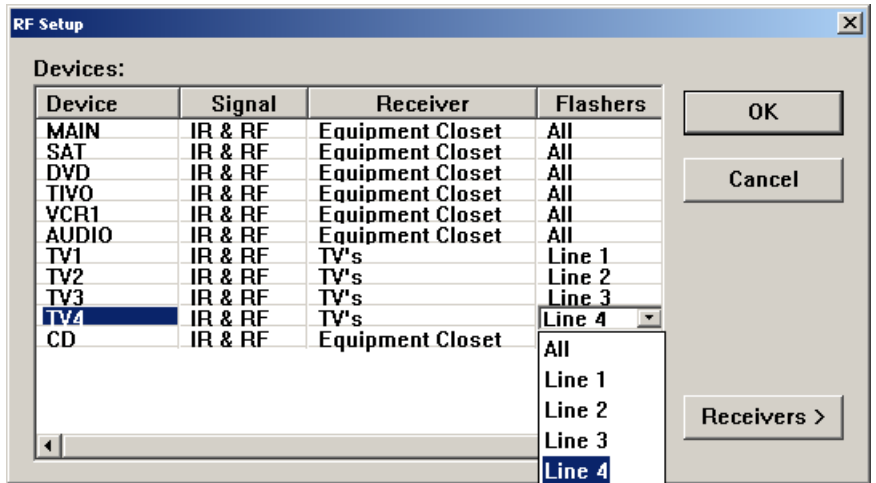 RF Setup
Devices:
Device Signal Receiver Flashers
MAIN IR & RF Equipment Closet All
SAT IR & RF Equipment Closet All
DVD IR & RF Equipment Closet All
TIVO IR & RF Equipment Closet All
VCR1 IR & RF Equipment Closet All
AUDIO IR & RF Equipment Closet All
TV1 IR & RF TV's Line 1
TV2 IR & RF TV's Line 2
TV3 IR & RF TV's Line 3
TV4 IR & RF TV's Line 4
CD IR & RF Equipment Closet
All
Line 1
Line 2
Line 3
Line 4
OK
Cancel
Receivers >